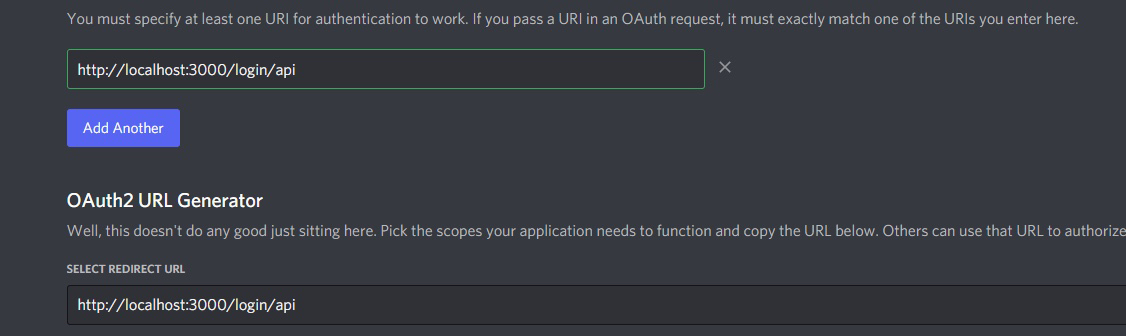 You must specify at least one URI for authentication to work. If you pass a URI in an OAuth request, it must exactly match one of the URIs you enter here.
http://localhost:3000/login/api
Add Another
OAuth2 URL Generator
Well, this doesn't do any good just sitting here. Pick the scopes your application needs to function and copy the URL below. Others can use that URL to authorize
SELECT REDIRECT URL
http://localhost:3000/login/api